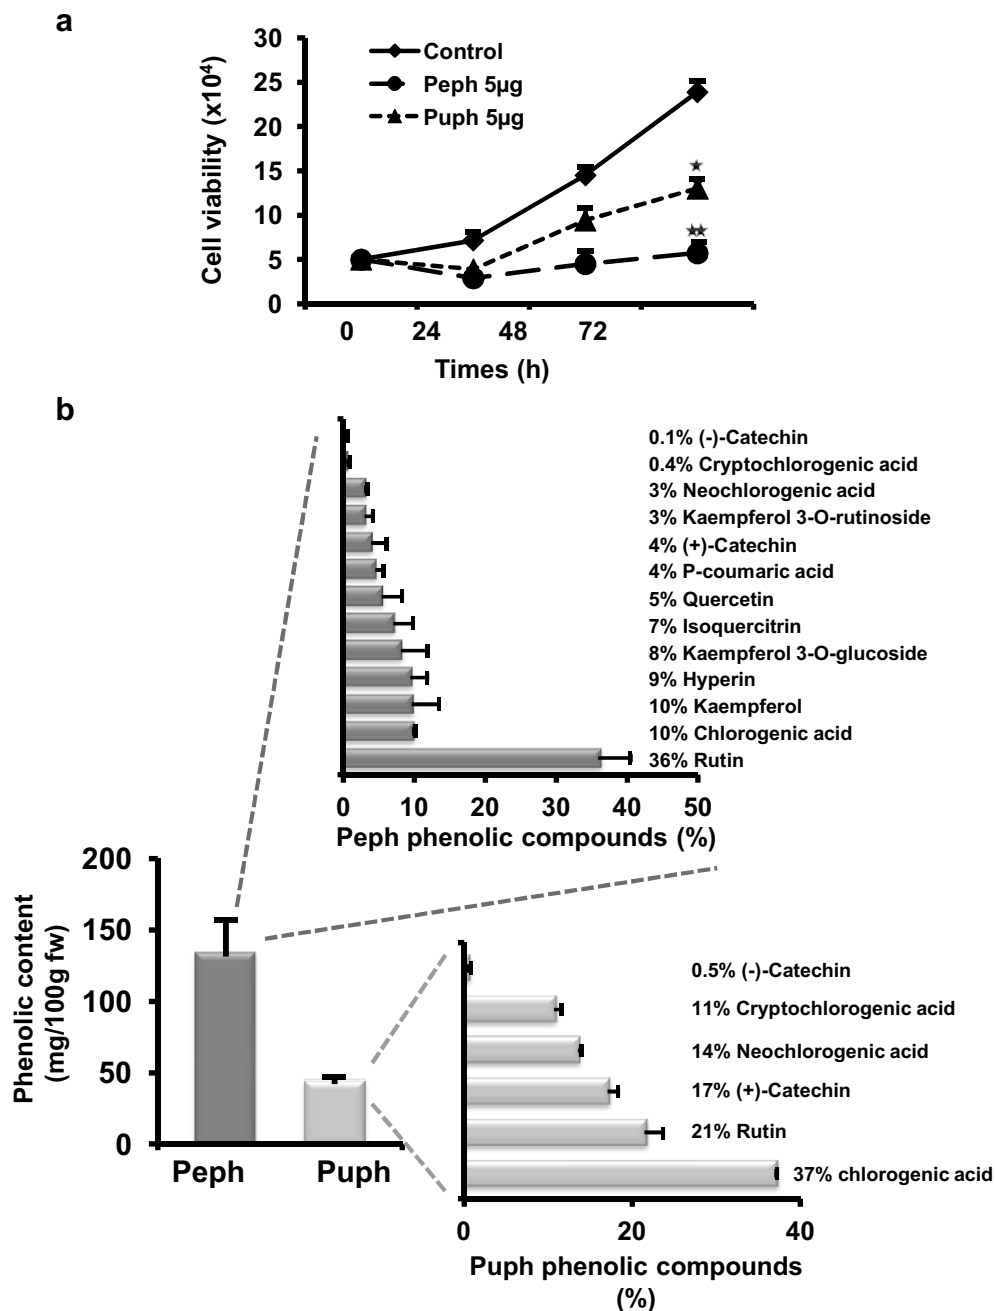 a
30
25
20
15
10
5
0
Cell viability (x10⁴)
Control
Peph 5µg
Puph 5µg
★
★★
0 24 48 72
Times (h)
b
0.1% (-)-Catechin
0.4% Cryptochlorogenic acid
3% Neochlorogenic acid
3% Kaempferol 3-O-rutinoside
4% (+)-Catechin
4% P-coumaric acid
5% Quercetin
7% Isoquercitrin
8% Kaempferol 3-O-glucoside
9% Hyperin
10% Kaempferol
10% Chlorogenic acid
36% Rutin
0 10 20 30 40 50
Peph phenolic compounds (%)
200
150
100
50
0
Phenolic content
(mg/100g fw)
Peph Puph
0.5% (-)-Catechin
11% Cryptochlorogenic acid
14% Neochlorogenic acid
17% (+)-Catechin
21% Rutin
37% chlorogenic acid
0 20 40
Puph phenolic compounds
(%)